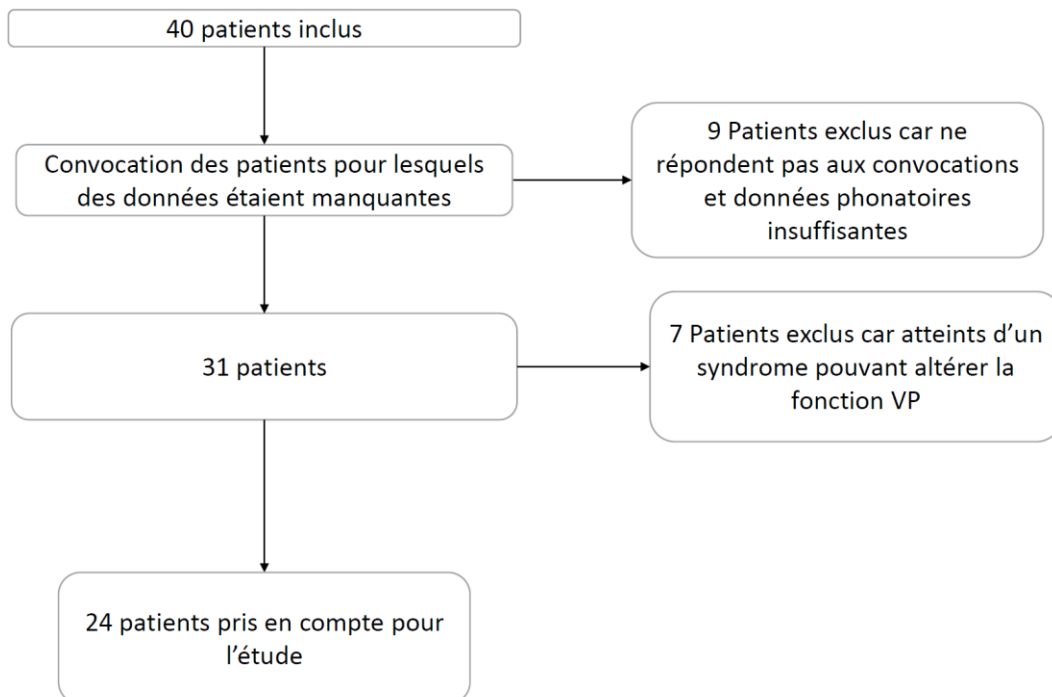 40 patients inclus
Convocation des patients pour lesquels
des données étaient manquantes
9 Patients exclus car ne
répondent pas aux convocations
et données phonatoires
insuffisantes
31 patients
7 Patients exclus car atteints d’un
syndrome pouvant altérer la
fonction VP
24 patients pris en compte pour
l’étude